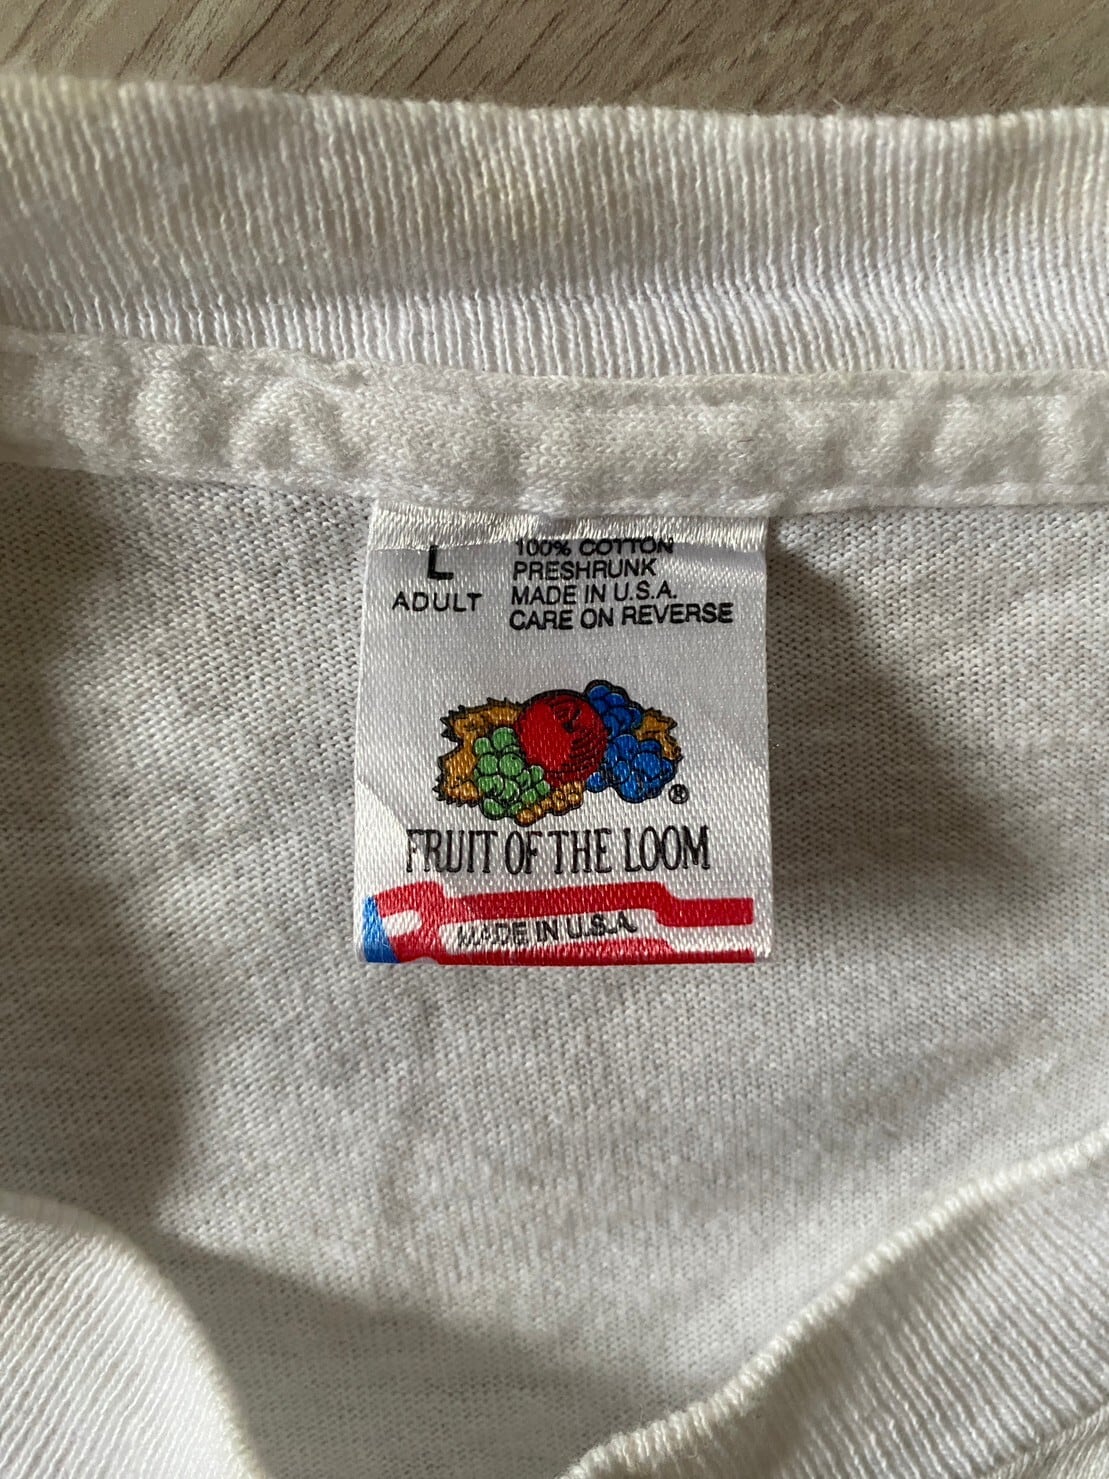 L
ADULT
100% COTTON
PRESHRUNK
MADE IN U.S.A.
CARE ON REVERSE
®
FRUIT OF THE LOOM
MADE IN U.S.A.